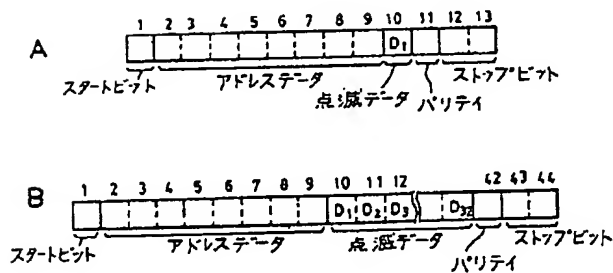 1 2 3 4 5 6 7 8 9 10 11 12 13
A D1
スタートビット アドレスデータ 点滅データ パリティ ストップビット
1 2 3 4 5 6 7 8 9 10 11 12 42 43 44
B D1 D2 D3 D32
スタートビット アドレスデータ 点滅データ パリティ ストップビット